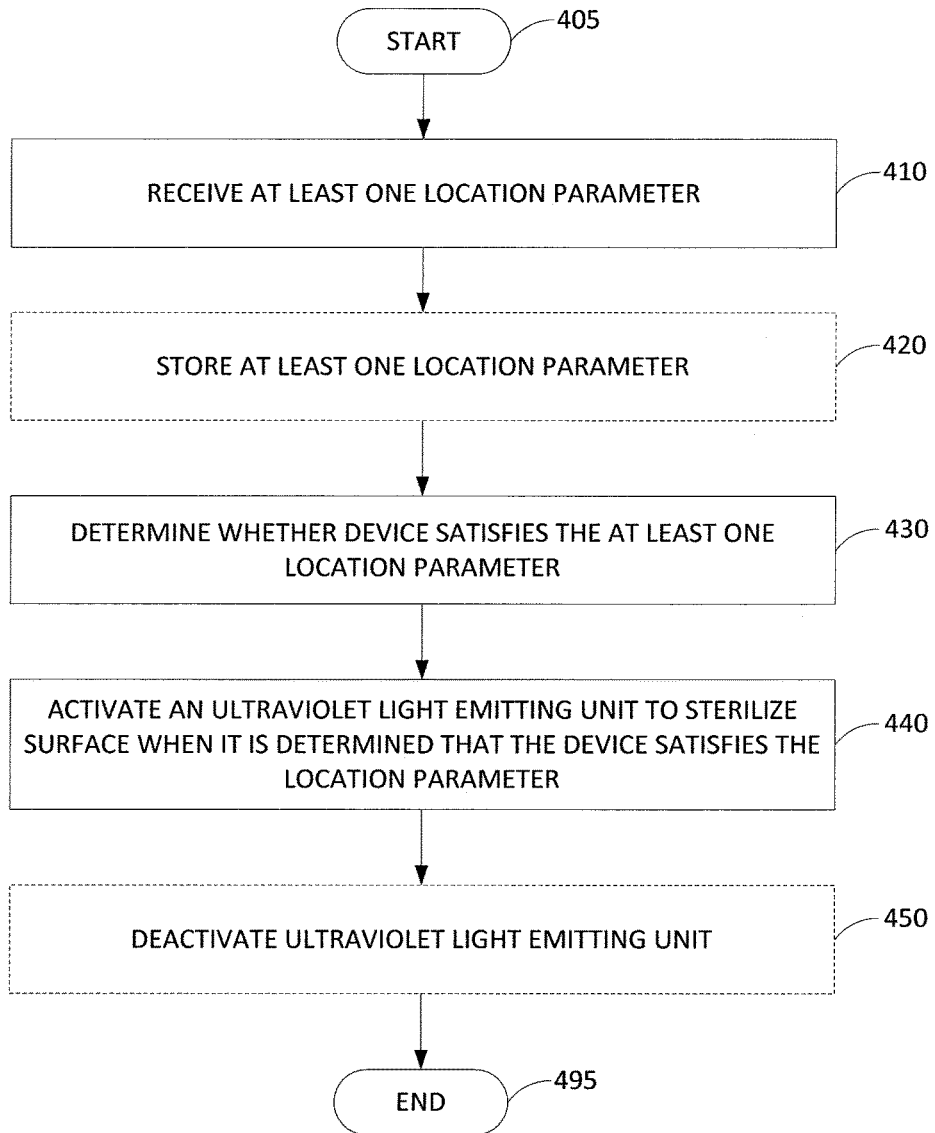 START
405
RECEIVE AT LEAST ONE LOCATION PARAMETER
410
STORE AT LEAST ONE LOCATION PARAMETER
420
DETERMINE WHETHER DEVICE SATISFIES THE AT LEAST ONE
LOCATION PARAMETER
430
ACTIVATE AN ULTRAVIOLET LIGHT EMITTING UNIT TO STERILIZE
SURFACE WHEN IT IS DETERMINED THAT THE DEVICE SATISFIES THE
LOCATION PARAMETER
440
DEACTIVATE ULTRAVIOLET LIGHT EMITTING UNIT
450
END
495